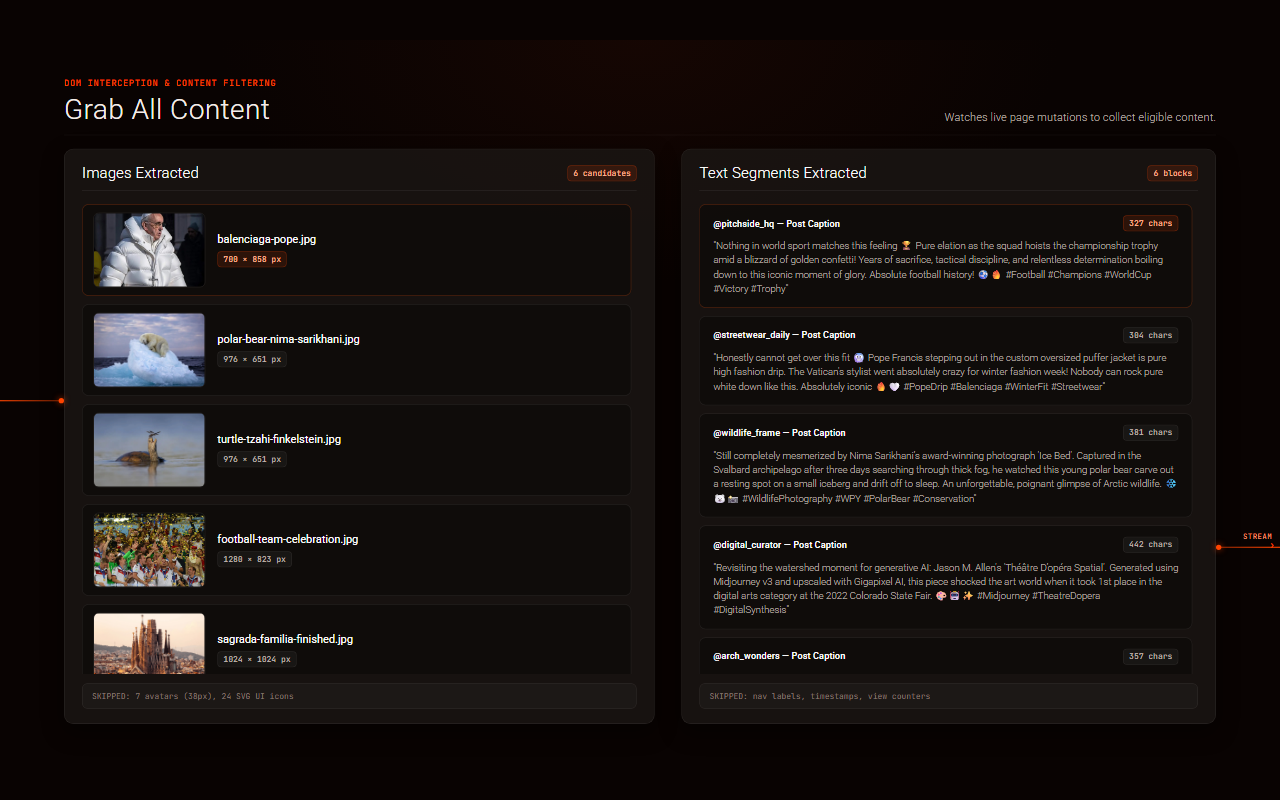 DOM INTERCEPTION & CONTENT FILTERING
Grab All Content
Watches live page mutations to collect eligible content.
Images Extracted
6 candidates
balenciaga-pope.jpg
700 × 858 px
polar-bear-nima-sarikhani.jpg
976 × 651 px
turtle-tzahi-finkelstein.jpg
976 × 651 px
football-team-celebration.jpg
1280 × 823 px
sagrada-familia-finished.jpg
1024 × 1024 px
SKIPPED: 7 avatars (38px), 24 SVG UI icons
Text Segments Extracted
6 blocks
@pitchside_hq — Post Caption
327 chars
"Nothing in world sport matches this feeling 🏆 Pure elation as the squad hoists the championship trophy
amid a blizzard of golden confetti! Years of sacrifice, tactical discipline, and relentless determination boiling
down to this iconic moment of glory. Absolute football history! ⚽ 🔥 #Football #Champions #WorldCup
#Victory #Trophy"
@streetwear_daily — Post Caption
304 chars
"Honestly cannot get over this fit 🥶 Pope Francis stepping out in the custom oversized puffer jacket is pure
high fashion drip. The Vatican's stylist went absolutely crazy for winter fashion week! Nobody can rock pure
white down like this. Absolutely iconic 🔥 🤍 #PopeDrip #Balenciaga #WinterFit #Streetwear"
@wildlife_frame — Post Caption
381 chars
"Still completely mesmerized by Nima Sarikhani's award-winning photograph 'Ice Bed'. Captured in the
Svalbard archipelago after three days searching through thick fog, he watched this young polar bear carve out
a resting spot on a small iceberg and drift off to sleep. An unforgettable, poignant glimpse of Arctic wildlife. ❄️
🐻‍❄️ 📷 #WildlifePhotography #WPY #PolarBear #Conservation"
@digital_curator — Post Caption
442 chars
"Revisiting the watershed moment for generative AI: Jason M. Allen's 'Théâtre D'opéra Spatial'. Generated using
Midjourney v3 and upscaled with Gigapixel AI, this piece shocked the art world when it took 1st place in the
digital arts category at the 2022 Colorado State Fair. 🎨 🤖 ✨ #Midjourney #TheatreDopera
#DigitalSynthesis"
@arch_wonders — Post Caption
357 chars
SKIPPED: nav labels, timestamps, view counters
STREAM